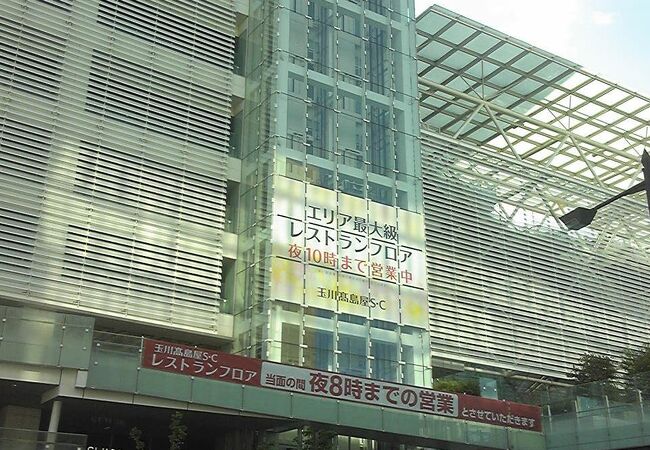 エリア最大級
レストランフロア
夜10時まで営業中
玉川髙島屋S・C
玉川髙島屋S・C
レストランフロア
当面の間 夜8時までの営業 とさせていただきます